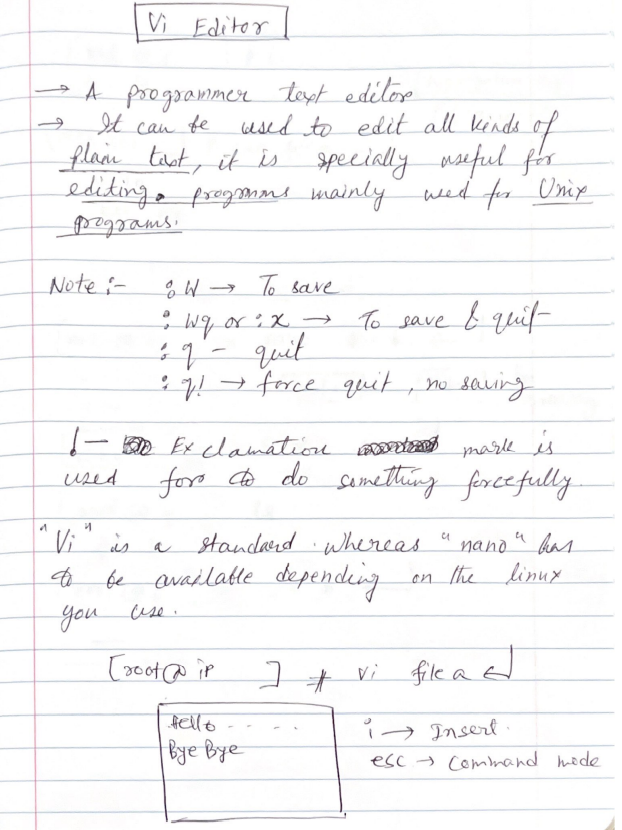 Vi Editor
→ A programmer text editor
→ It can be used to edit all kinds of
plain text, it is specially useful for
editing. programms mainly used for Unix
programs.
Note :- :W → To save
: wq or : x → To save & quit
: q - quit
: q! → force quit, no saving
! - Exclamation mark is
used for to do something forcefully.
"Vi" is a standard. whereas "nano" has
to be available depending on the linux
you use.
[root@ip ] # vi file a ↵
Hello - - - - -
i → Insert.
Bye Bye
esc → Command mode